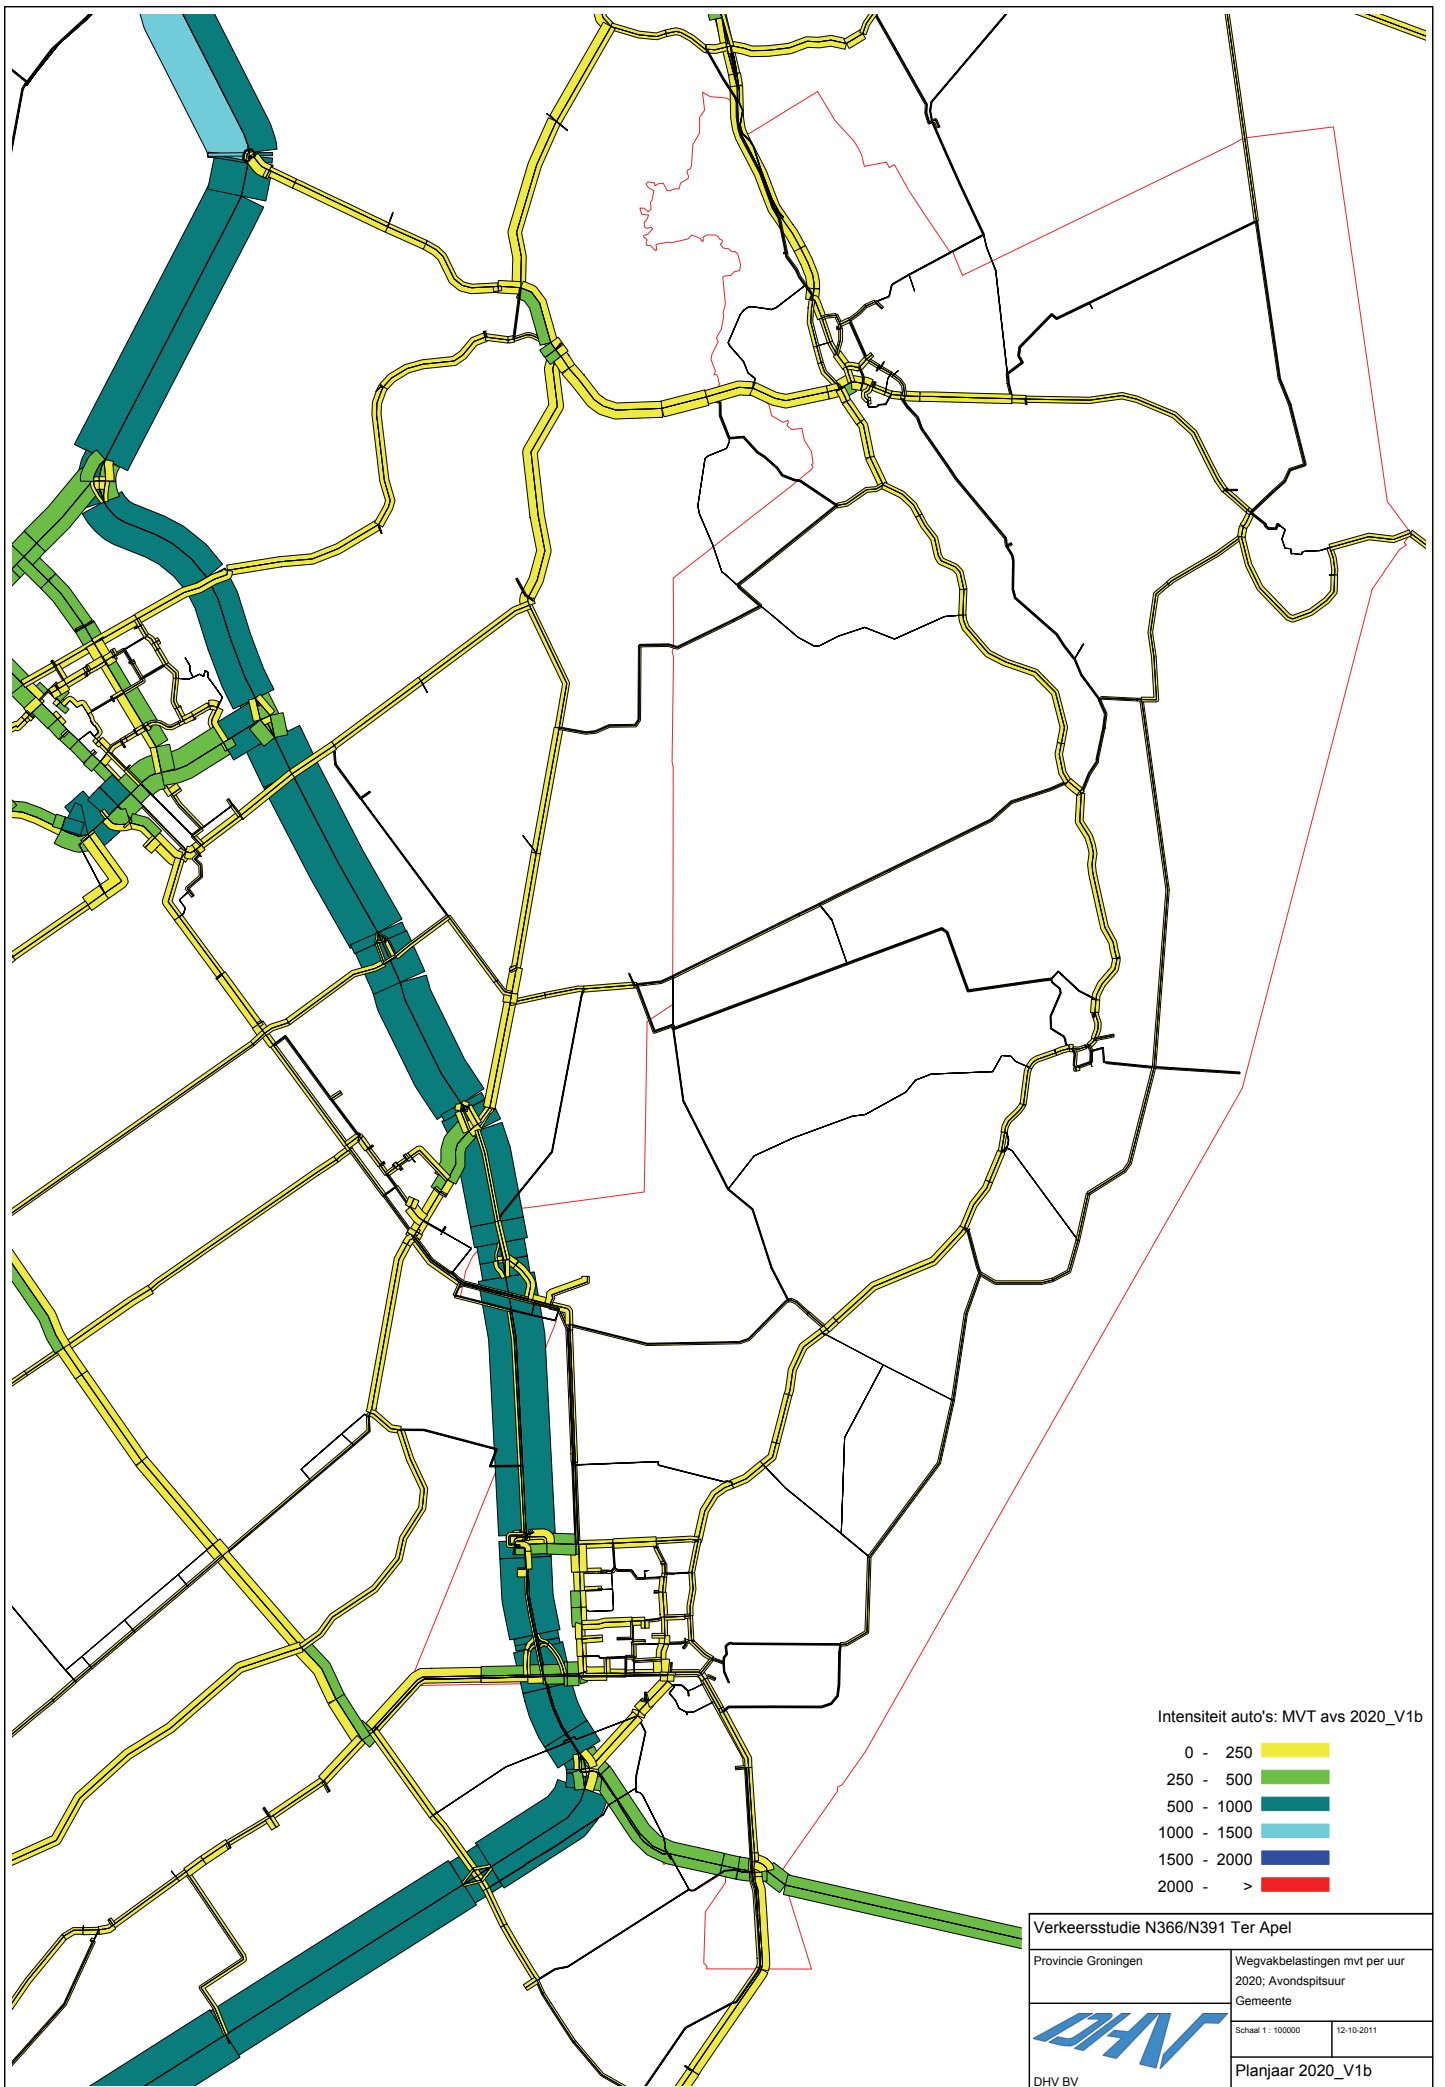 Intensiteit auto's: MVT avs 2020_V1b
0 - 250
250 - 500
500 - 1000
1000 - 1500
1500 - 2000
2000 - >
Verkeersstudie N366/N391 Ter Apel
Provincie Groningen
Wegvakbelastingen mvt per uur
2020; Avondspitsuur
Gemeente
Schaal 1 : 100000
12-10-2011
DHV
DHV BV
Planjaar 2020_V1b